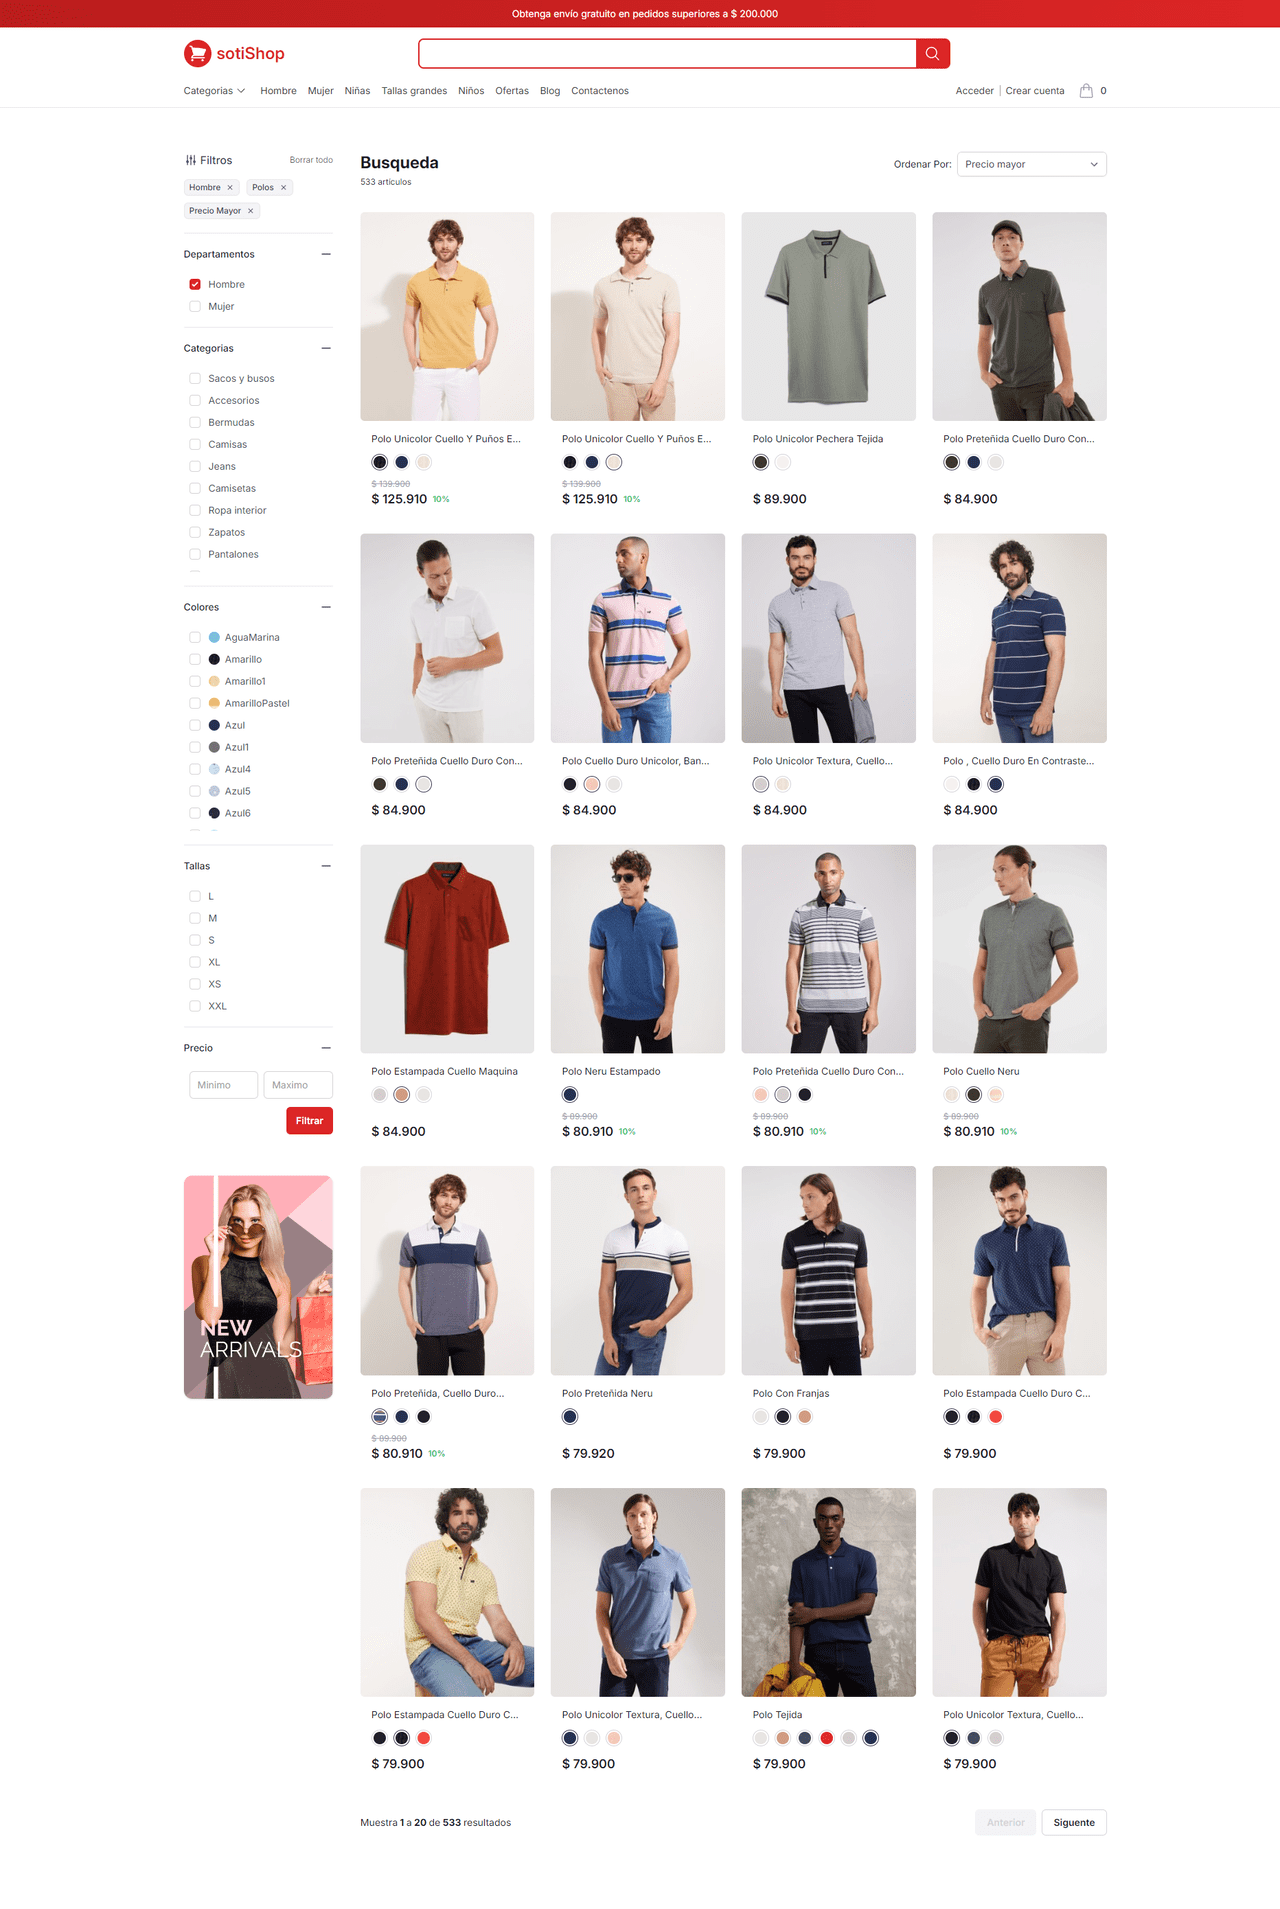 Obtenga envío gratuito en pedidos superiores a $ 200.000
sotiShop
Categorias Hombre Mujer Niñas Tallas grandes Niños Ofertas Blog Contactenos
Acceder | Crear cuenta 0
Filtros Borrar todo
Hombre × Polos ×
Precio Mayor ×
Departamentos
Hombre
Mujer
Categorias
Sacos y busos
Accesorios
Bermudas
Camisas
Jeans
Camisetas
Ropa interior
Zapatos
Pantalones
Colores
AguaMarina
Amarillo
Amarillo1
AmarilloPastel
Azul
Azul1
Azul4
Azul5
Azul6
Tallas
L
M
S
XL
XS
XXL
Precio
Minimo Maximo
Filtrar
NEW
ARRIVALS
Busqueda
533 artículos
Ordenar Por: Precio mayor
Polo Unicolor Cuello Y Puños E...
$ 139.900
$ 125.910 10%
Polo Unicolor Cuello Y Puños E...
$ 139.900
$ 125.910 10%
Polo Unicolor Pechera Tejida
$ 89.900
Polo Preteñida Cuello Duro Con...
$ 84.900
Polo Preteñida Cuello Duro Con...
$ 84.900
Polo Cuello Duro Unicolor, Ban...
$ 84.900
Polo Unicolor Textura, Cuello...
$ 84.900
Polo , Cuello Duro En Contraste...
$ 84.900
Polo Estampada Cuello Maquina
$ 84.900
Polo Neru Estampado
$ 89.900
$ 80.910 10%
Polo Preteñida Cuello Duro Con...
$ 89.900
$ 80.910 10%
Polo Cuello Neru
$ 89.900
$ 80.910 10%
Polo Preteñida, Cuello Duro...
$ 89.900
$ 80.910 10%
Polo Preteñida Neru
$ 79.920
Polo Con Franjas
$ 79.900
Polo Estampada Cuello Duro C...
$ 79.900
Polo Estampada Cuello Duro C...
$ 79.900
Polo Unicolor Textura, Cuello...
$ 79.900
Polo Tejida
$ 79.900
Polo Unicolor Textura, Cuello...
$ 79.900
Muestra 1 a 20 de 533 resultados
Anterior Siguente